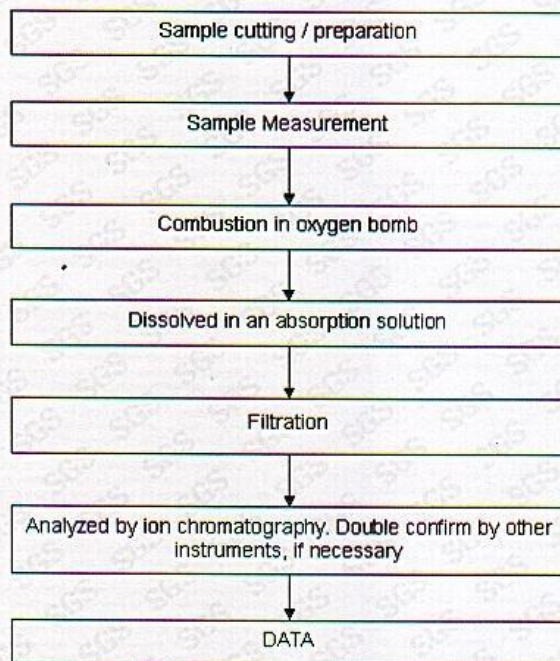 Sample cutting / preparation
Sample Measurement
Combustion in oxygen bomb
Dissolved in an absorption solution
Filtration
Analyzed by ion chromatography. Double confirm by other
instruments, if necessary
DATA